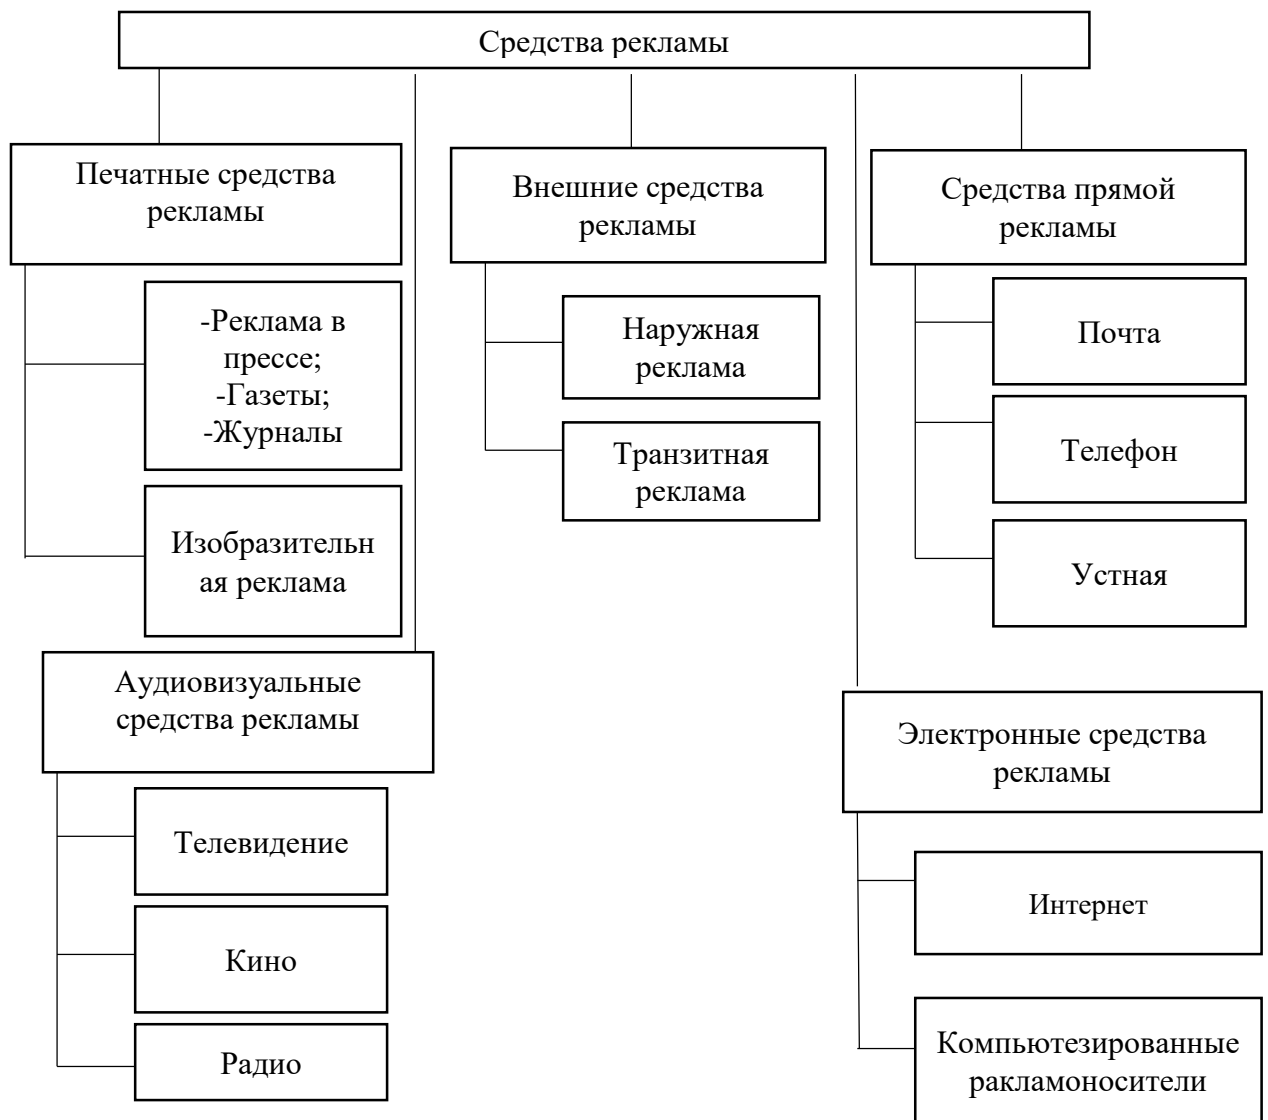 Средства рекламы
Печатные средства
рекламы
-Реклама в
прессе;
-Газеты;
-Журналы
Изобразительн
ая реклама
Аудиовизуальные
средства рекламы
Телевидение
Кино
Радио
Внешние средства
рекламы
Наружная
реклама
Транзитная
реклама
Средства прямой
рекламы
Почта
Телефон
Устная
Электронные средства
рекламы
Интернет
Компьютезированные
ракламоносители